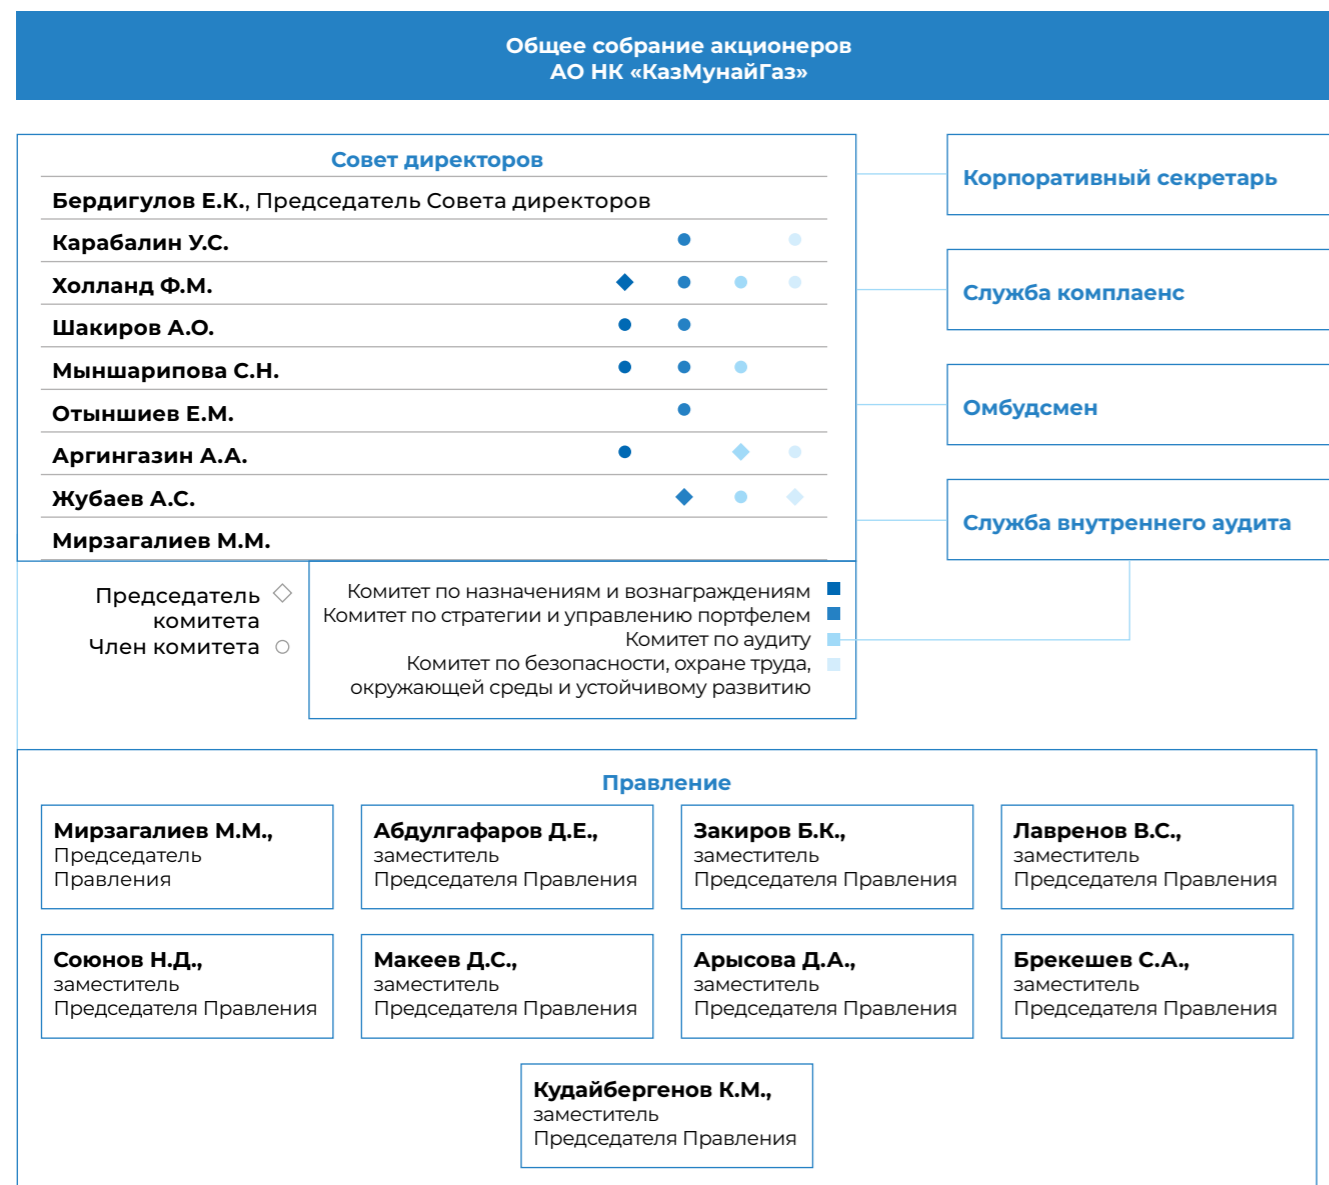 Общее собрание акционеров
АО НК «КазМунайГаз»
Совет директоров
Бердигулов Е.К., Председатель Совета директоров
Карабалин У.С.
Холланд Ф.М.
Шакиров А.О.
Мыншарипова С.Н.
Отыншиев Е.М.
Аргингазин А.А.
Жубаев А.С.
Мирзагалиев М.М.
Корпоративный секретарь
Служба комплаенс
Омбудсмен
Служба внутреннего аудита
Председатель
комитета
Член комитета
Комитет по назначениям и вознаграждениям
Комитет по стратегии и управлению портфелем
Комитет по аудиту
Комитет по безопасности, охране труда,
окружающей среды и устойчивому развитию
Правление
Мирзагалиев М.М.,
Председатель
Правления
Абдулгафаров Д.Е.,
заместитель
Председателя Правления
Закиров Б.К.,
заместитель
Председателя Правления
Лавренов В.С.,
заместитель
Председателя Правления
Союнов Н.Д.,
заместитель
Председателя Правления
Макеев Д.С.,
заместитель
Председателя Правления
Арысова Д.А.,
заместитель
Председателя Правления
Брекешев С.А.,
заместитель
Председателя Правления
Кудайбергенов К.М.,
заместитель
Председателя Правления